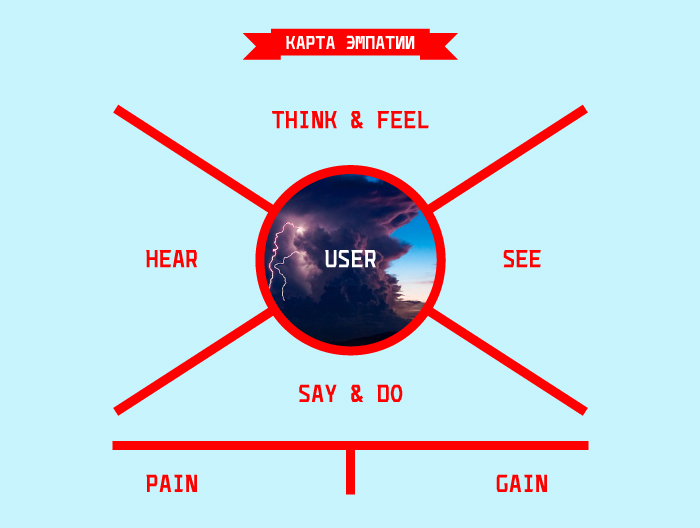 КАРТА ЭМПАТИИ
THINK & FEEL
HEAR
USER
SEE
SAY & DO
PAIN
GAIN